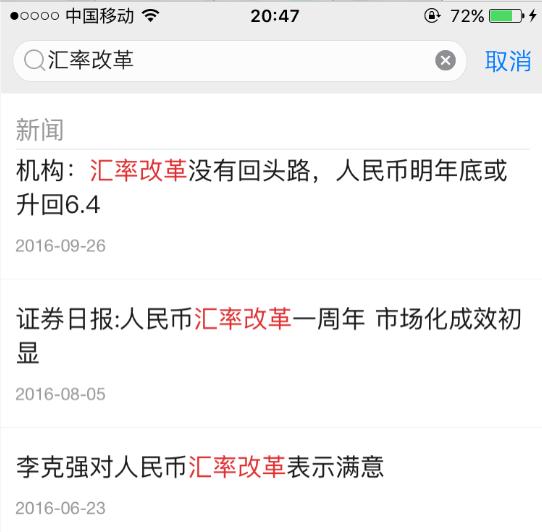 中国移动 20:47 72%
汇率改革 取消
新闻
机构：汇率改革没有回头路，人民币明年底或
升回6.4
2016-09-26
证券日报:人民币汇率改革一周年 市场化成效初
显
2016-08-05
李克强对人民币汇率改革表示满意
2016-06-23